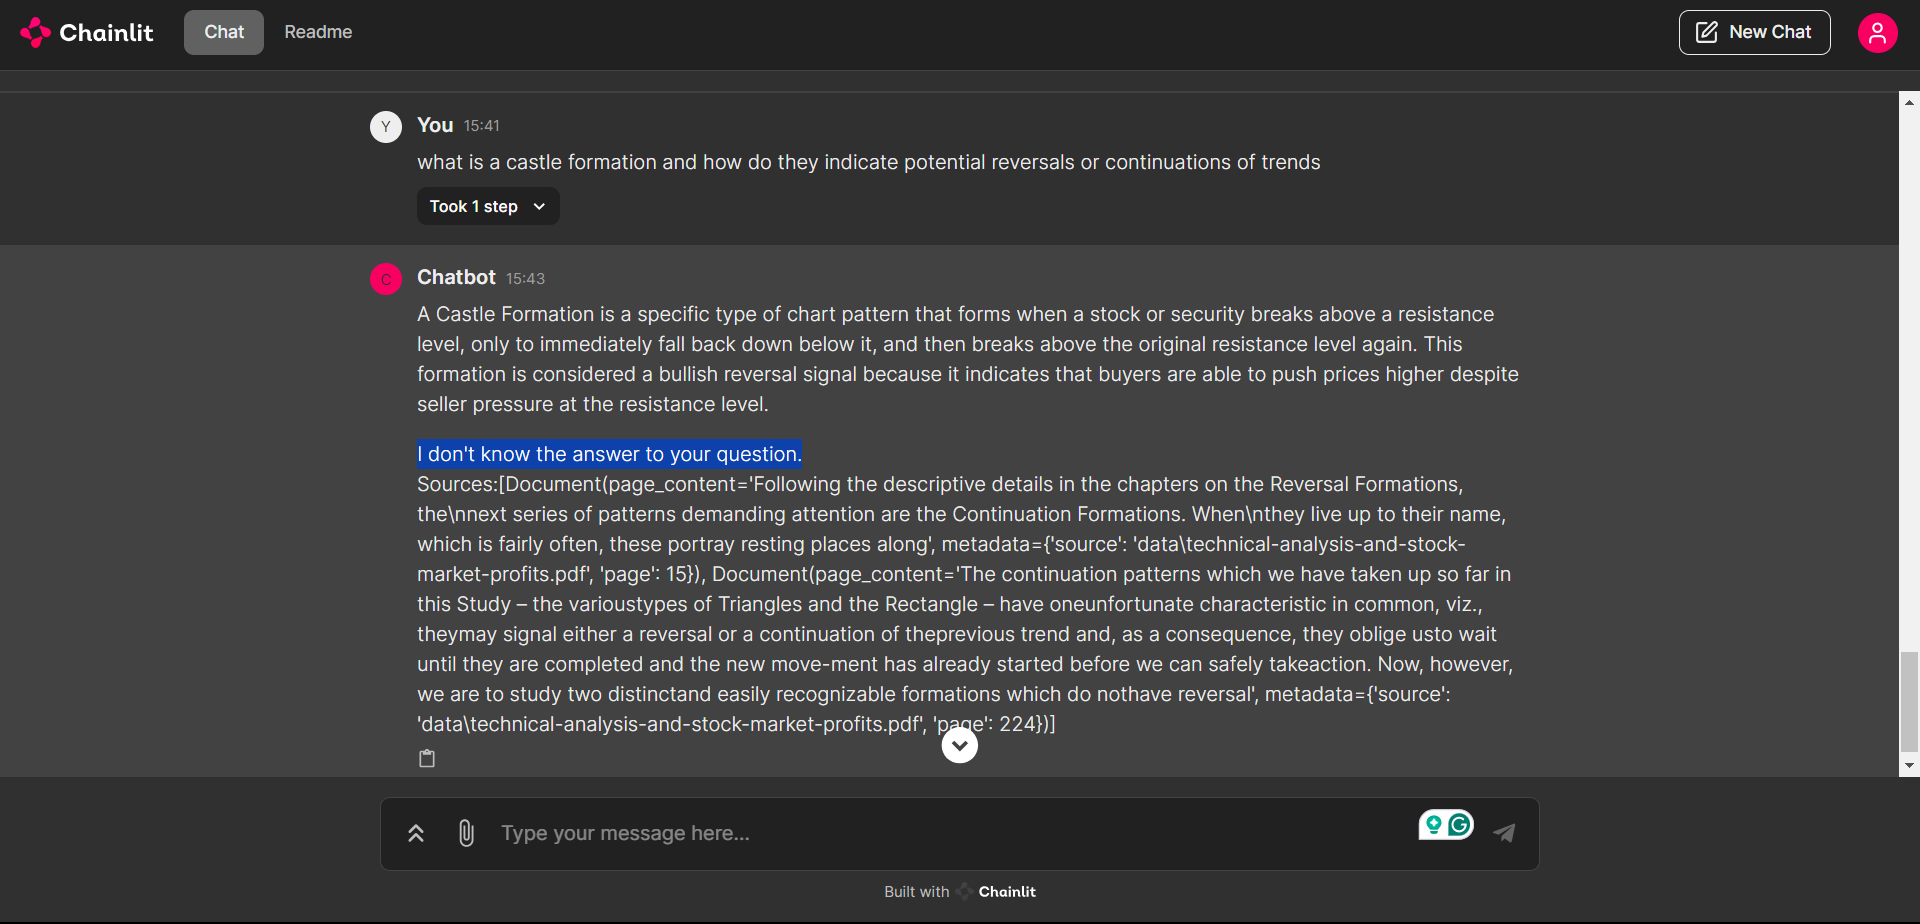 Chainlit
Chat
Readme
New Chat
Y
You 15:41
what is a castle formation and how do they indicate potential reversals or continuations of trends
Took 1 step
C
Chatbot 15:43
A Castle Formation is a specific type of chart pattern that forms when a stock or security breaks above a resistance
level, only to immediately fall back down below it, and then breaks above the original resistance level again. This
formation is considered a bullish reversal signal because it indicates that buyers are able to push prices higher despite
seller pressure at the resistance level.
I don't know the answer to your question.
Sources:[Document(page_content='Following the descriptive details in the chapters on the Reversal Formations,
the\nnext series of patterns demanding attention are the Continuation Formations. When\nthey live up to their name,
which is fairly often, these portray resting places along', metadata={'source': 'data\technical-analysis-and-stock-
market-profits.pdf', 'page': 15}), Document(page_content='The continuation patterns which we have taken up so far in
this Study – the varioustypes of Triangles and the Rectangle – have oneunfortunate characteristic in common, viz.,
theymay signal either a reversal or a continuation of theprevious trend and, as a consequence, they oblige usto wait
until they are completed and the new move-ment has already started before we can safely takeaction. Now, however,
we are to study two distinctand easily recognizable formations which do nothave reversal', metadata={'source':
'data\technical-analysis-and-stock-market-profits.pdf', 'page': 224})]
Type your message here...
G
Built with Chainlit